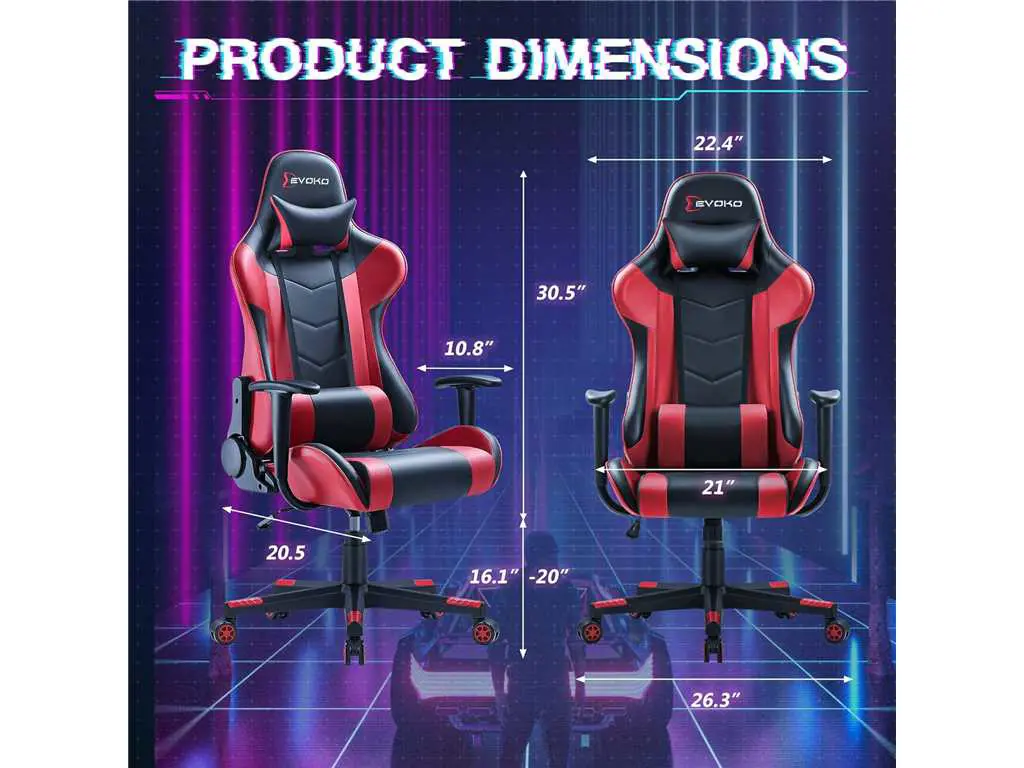 PRODUCT DIMENSIONS
22.4”
EVOKO
EVOKO
30.5”
10.8”
21”
20.5
16.1” -20”
26.3”